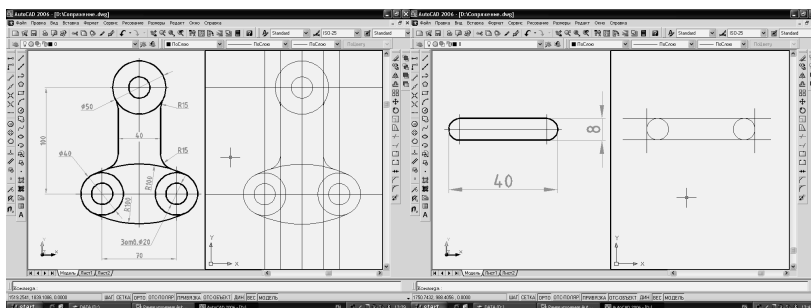 AutoCAD 2006 - [D:\Сопряжение.dwg]
Файл Правка Вид Вставка Формат Сервис Рисование Размеры Редакт Окно Справка
Standard ISO-25 Standard
0 ПоСлою ПоСлою ПоСлою
Ø50
R15
100
40
R15
Ø40
R100
R100
3отв.Ø20
70
Y
X
Модель Лист1 Лист2
Команда:
ШАГ СЕТКА ОРТО ОТС-ПОЛЯР ПРИВЯЗКА ОТС-ОБЪЕКТ ДИН ВЕС МОДЕЛЬ
AutoCAD 2006 - [D:\Сопряжение.dwg]
Файл Правка Вид Вставка Формат Сервис Рисование Размеры Редакт Окно Справка
Standard ISO-25 Standard
0 ПоСлою ПоСлою ПоСлою
8
40
Y
X
Модель Лист1 Лист2
Команда:
ШАГ СЕТКА ОРТО ОТС-ПОЛЯР ПРИВЯЗКА ОТС-ОБЪЕКТ ДИН ВЕС МОДЕЛЬ